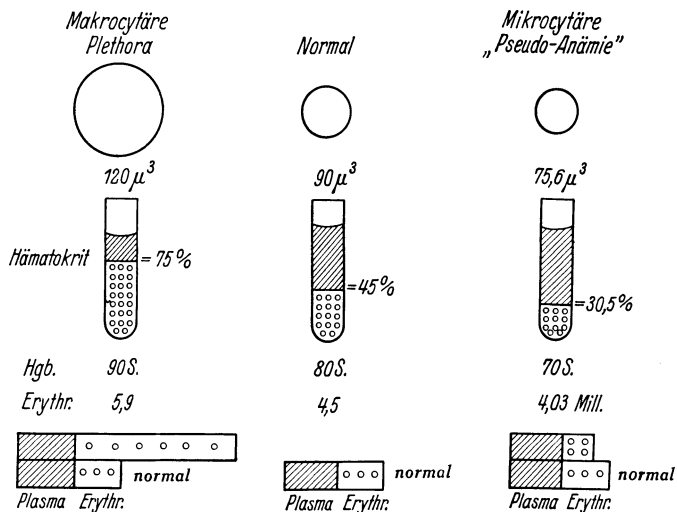 Makrocytäre Plethora
Normal
Mikrocytäre „Pseudo-Anämie”
120 μ³
90 μ³
75,6 μ³
Hämatokrit
= 75 %
=45%
=30,5%
Hgb. 90 S. 80 S. 70 S.
Erythr. 5,9 4,5 4,03 Mill.
normal
normal
normal
Plasma Erythr.
Plasma Erythr.
Plasma Erythr.